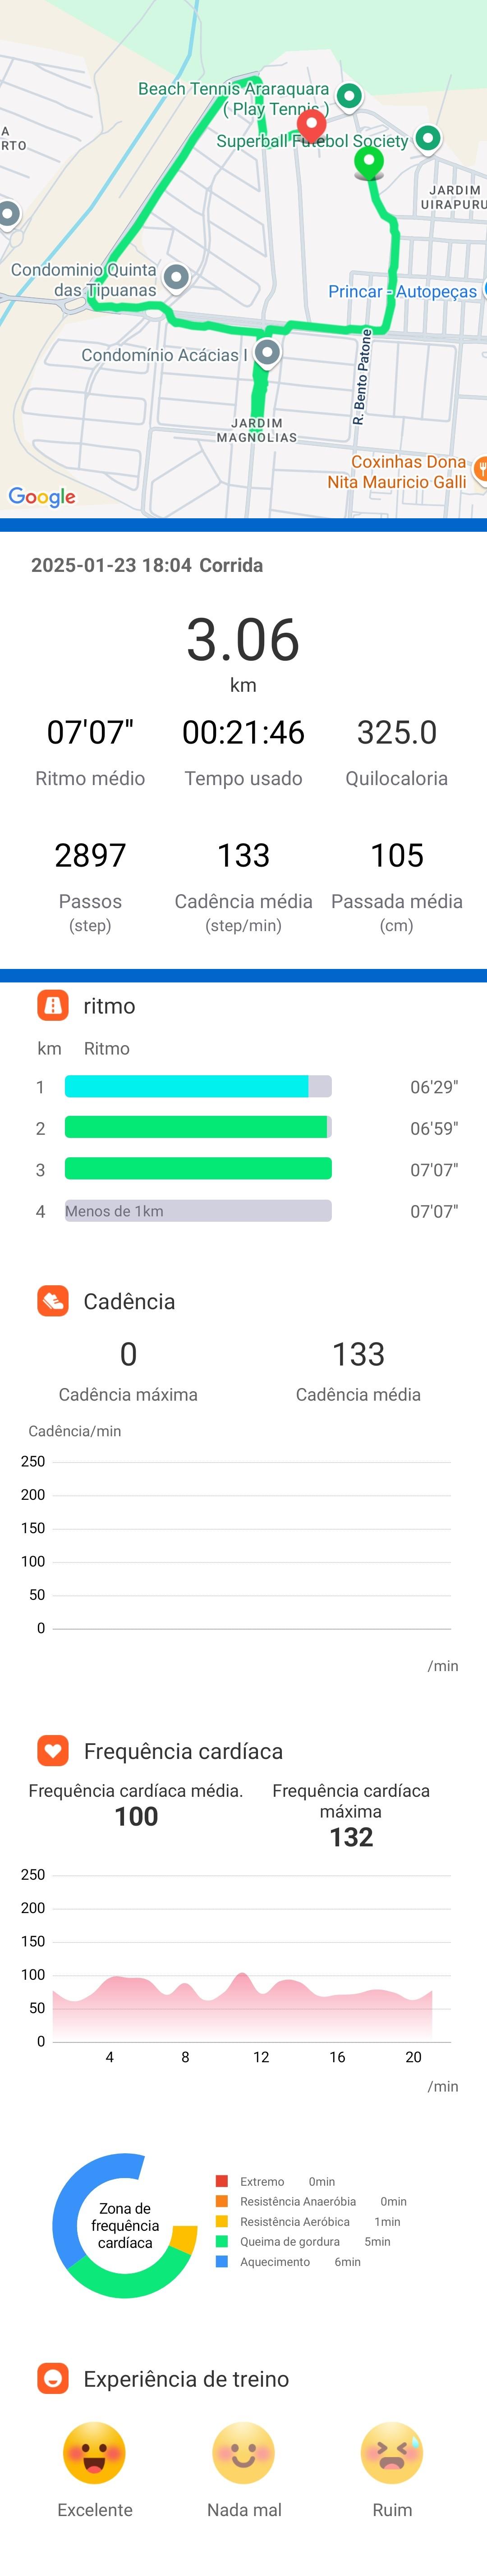 Beach Tennis Araraquara
( Play Tennis )
Superball Futebol Society
A
RTO
JARDIM
UIRAPURU
Condominio Quinta
das Tipuanas
Princar - Autopeças
Condomínio Acácias I
R. Bento Patone
JARDIM
MAGNOLIAS
Coxinhas Dona
Nita Mauricio Galli
Google
2025-01-23 18:04 Corrida
3.06
km
07'07" 00:21:46 325.0
Ritmo médio Tempo usado Quilocaloria
2897 133 105
Passos Cadência média Passada média
(step) (step/min) (cm)
ritmo
km Ritmo
1 06'29"
2 06'59"
3 07'07"
4 Menos de 1km 07'07"
Cadência
0 133
Cadência máxima Cadência média
Cadência/min
250
200
150
100
50
0
/min
Frequência cardíaca
Frequência cardíaca média. Frequência cardíaca
máxima
100
132
250
200
150
100
50
0
4 8 12 16 20
/min
Zona de
frequência
cardíaca
Extremo 0min
Resistência Anaeróbia 0min
Resistência Aeróbica 1min
Queima de gordura 5min
Aquecimento 6min
Experiência de treino
Excelente Nada mal Ruim